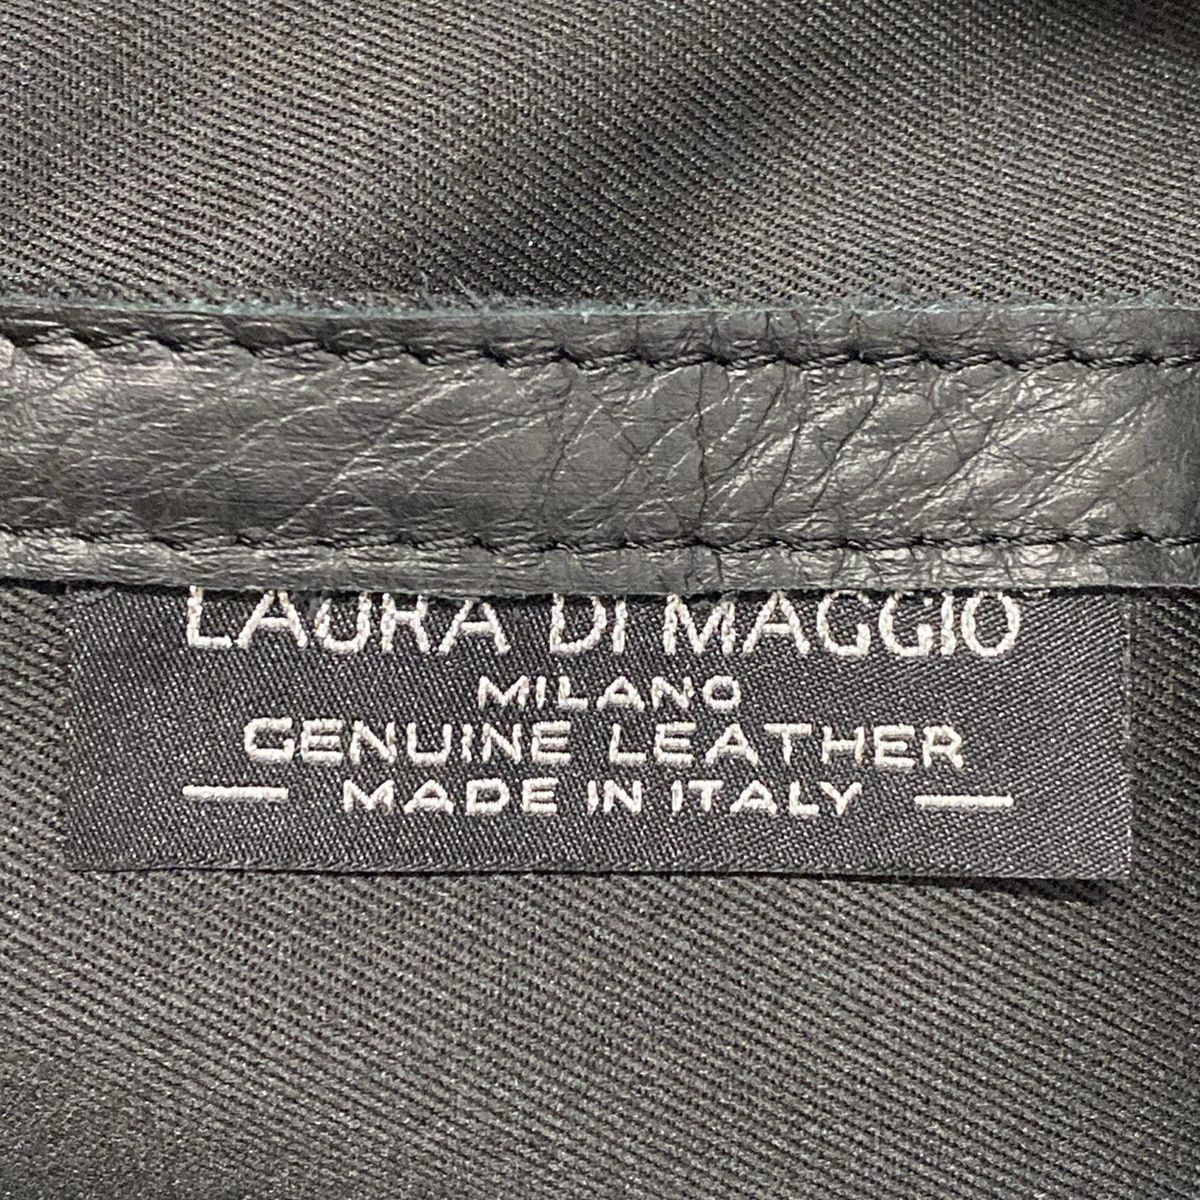 LAURA DI MAGGIO
MILANO
GENUINE LEATHER
MADE IN ITALY